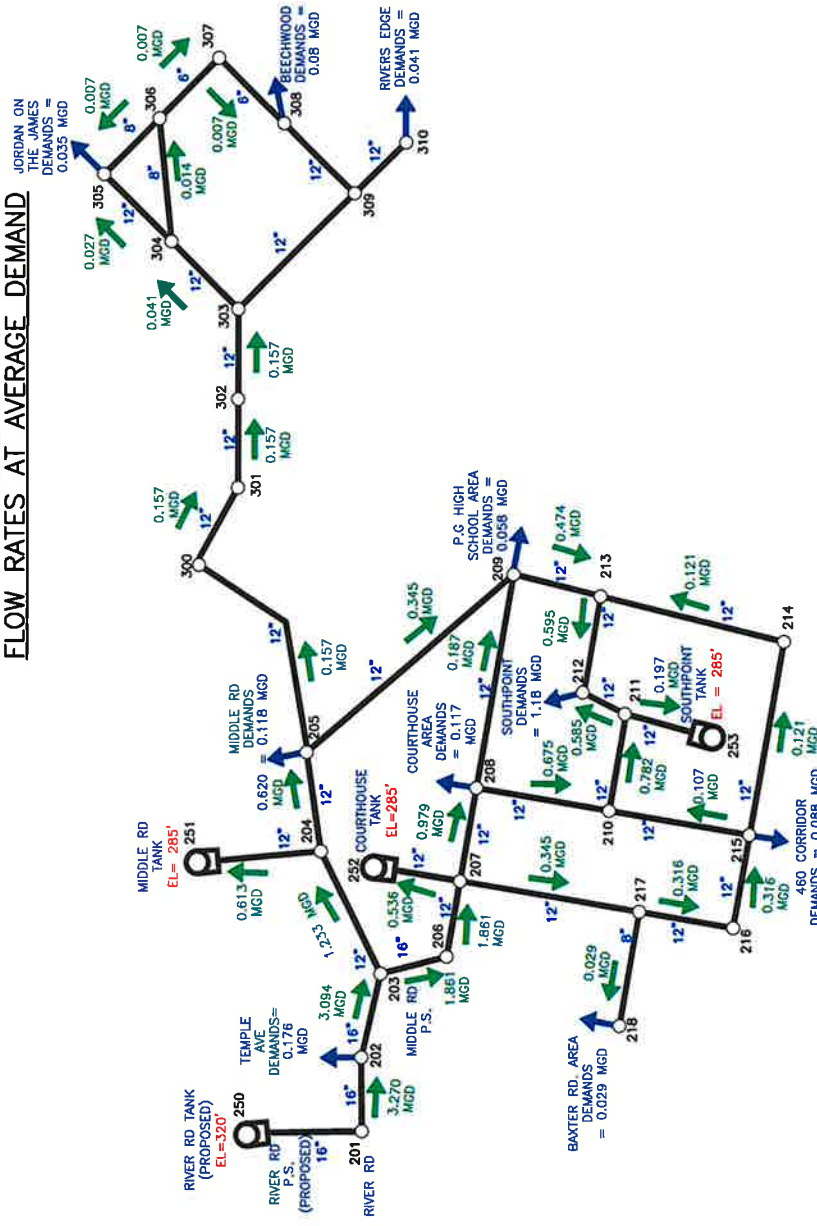 FLOW RATES AT AVERAGE DEMAND
JORDAN ON
THE JAMES
DEMANDS =
0.035 MGD
305
0.007
MGD
8"
306
0.007
MGD
6"
307
0.027
MGD
12"
304
8"
0.014
MGD
6"
0.007
MGD
BEECHWOOD
DEMANDS =
0.08 MGD
308
0.041
MGD
12"
303
12"
12"
309
12"
RIVERS EDGE
DEMANDS =
0.041 MGD
310
12"
0.157
MGD
302
12"
0.157
MGD
301
0.157
MGD
12"
300
12"
0.157
MGD
MIDDLE RD
DEMANDS
= 0.118 MGD
205
0.620
MGD
12"
204
MIDDLE RD
TANK
EL= 285'
251
12"
0.613
MGD
12"
0.345
MGD
P.G HIGH
SCHOOL AREA
DEMANDS =
0.058 MGD
209
0.187
MGD
12"
COURTHOUSE
TANK
EL=285'
252
12"
0.536
MGD
COURTHOUSE
AREA
DEMANDS
= 0.117
MGD
208
0.979
MGD
12"
207
1.233 MGD
12"
16"
206
12"
1.861
MGD
203
1.861
MGD
MIDDLE RD
P.S.
3.094
MGD
16"
202
TEMPLE
AVE
DEMANDS=
0.176
MGD
RIVER RD TANK
(PROPOSED)
EL=320'
250
RIVER RD
P.S.
(PROPOSED)
16"
201
RIVER RD
16"
3.270
MGD
0.474
MGD
12"
213
0.595
MGD
12"
212
SOUTHPOINT
DEMANDS
= 1.18 MGD
12"
0.585
MGD
211
0.197
MGD
12"
SOUTHPOINT
TANK
EL = 285'
253
0.675
MGD
12"
210
0.782
MGD
12"
0.121
MGD
12"
214
0.121
MGD
12"
0.107
MGD
12"
215
460 CORRIDOR
DEMANDS = 0.088 MGD
0.345
MGD
12"
217
0.316
MGD
12"
216
0.316
MGD
12"
8"
0.029
MGD
218
BAXTER RD. AREA
DEMANDS
= 0.029 MGD